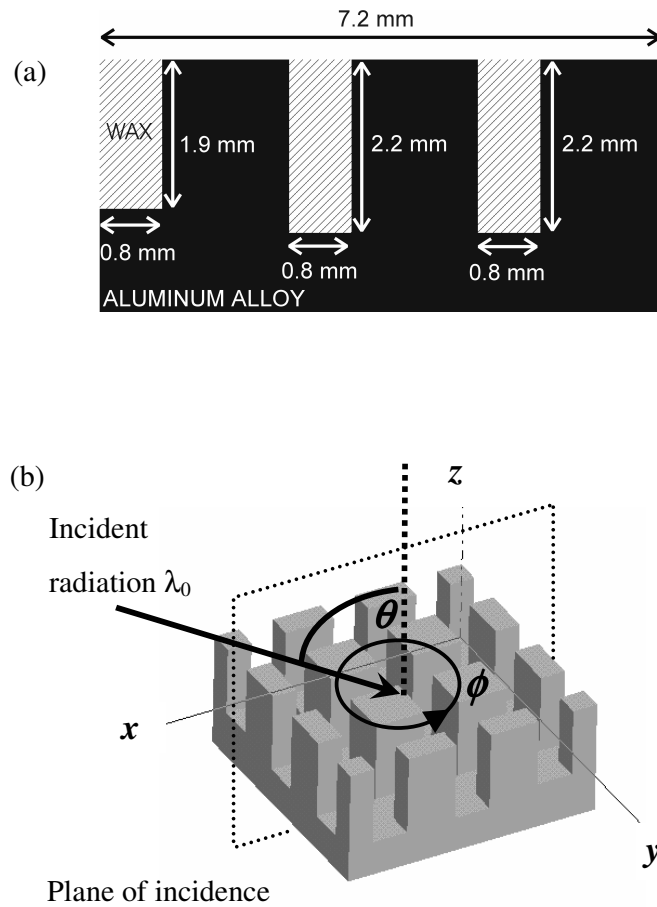 7.2 mm
(a)
WAX
1.9 mm
2.2 mm
2.2 mm
0.8 mm
0.8 mm
0.8 mm
ALUMINUM ALLOY
(b)
z
Incident
radiation λ0
θ
ϕ
x
y
Plane of incidence